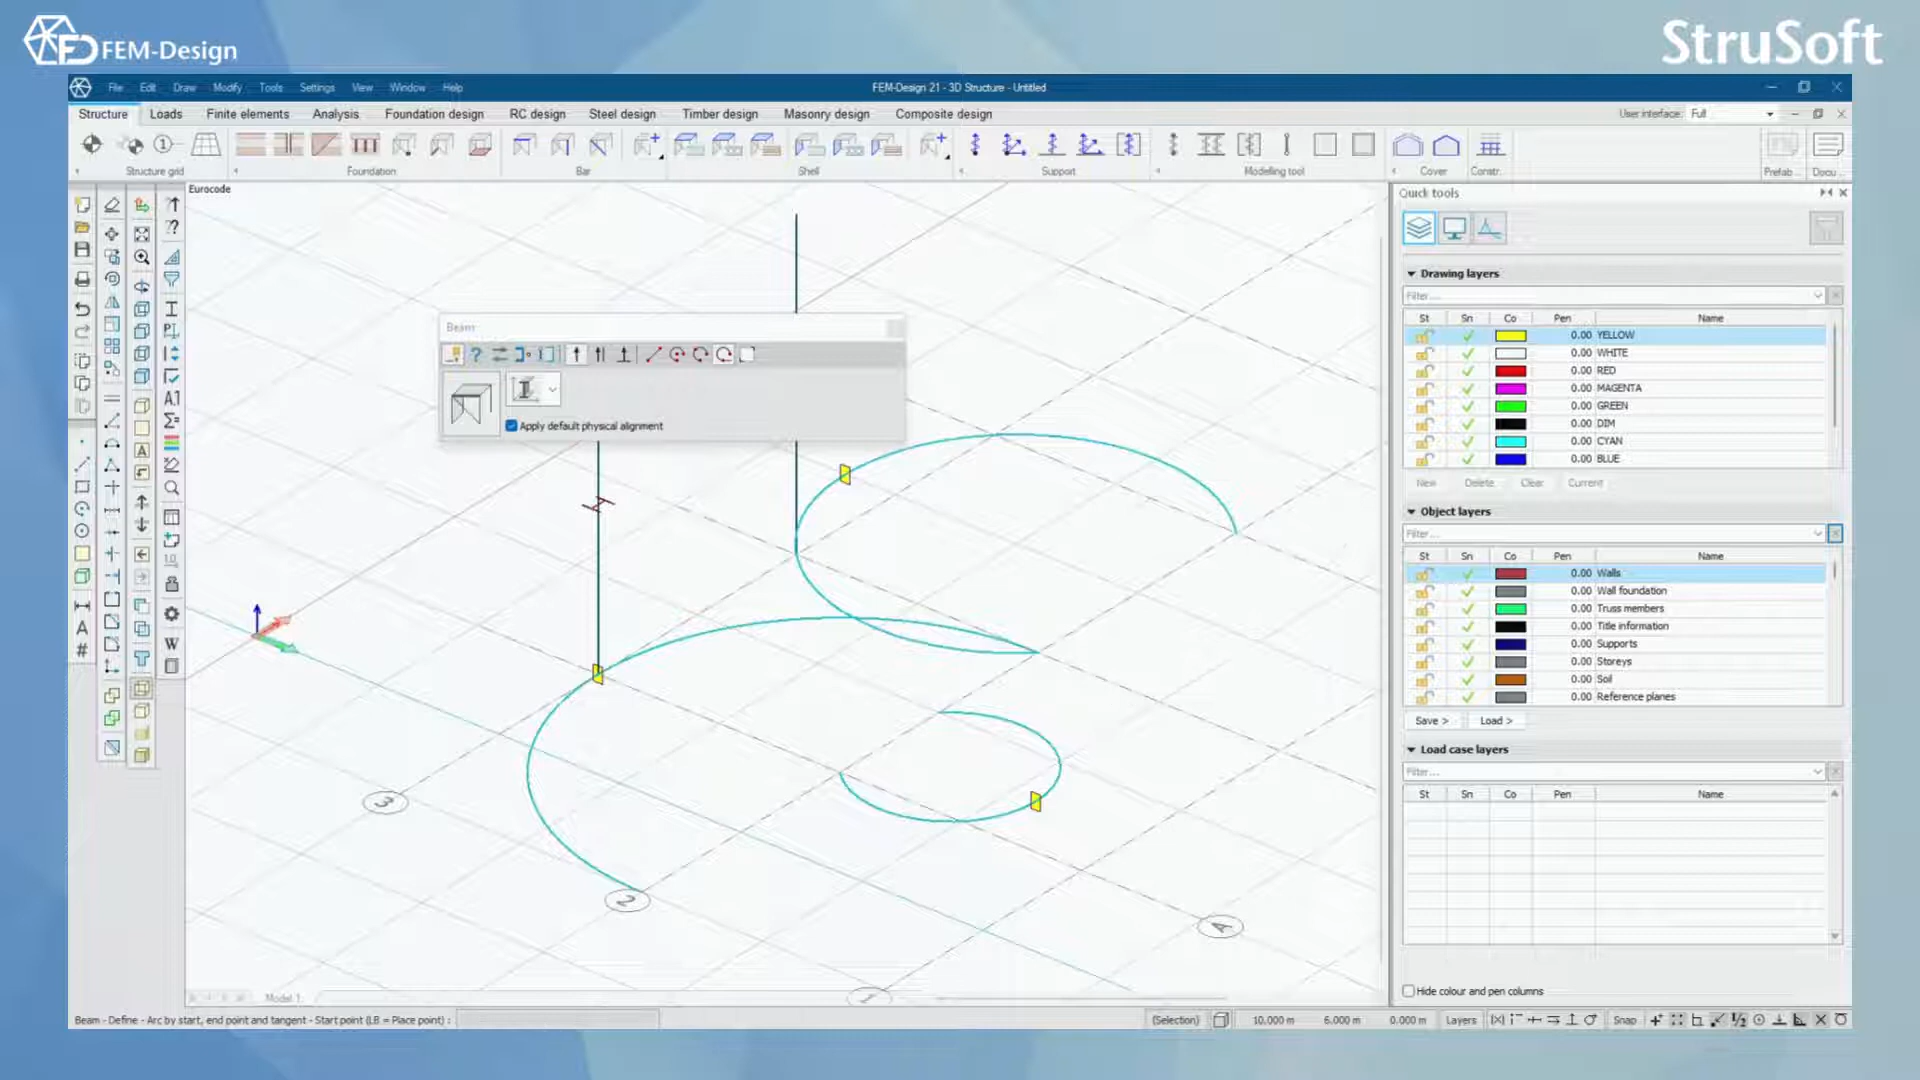 FEM-Design
StruSoft
File Edit Draw Modify Tools Settings View Window Help
FEM-Design 21 - 3D Structure - Untitled
Structure Loads Finite elements Analysis Foundation design RC design Steel design Timber design Masonry design Composite design
User interface: Full
Structure grid Foundation Bar Shell Support Modelling tool Cover Constr. Prefab Docu...
Eurocode
Quick tools
Drawing layers
Filter...
St Sn Co Pen Name
0.00 YELLOW
0.00 WHITE
0.00 RED
0.00 MAGENTA
0.00 GREEN
0.00 DIM
0.00 CYAN
0.00 BLUE
New Delete Clear Current
Object layers
Filter...
St Sn Co Pen Name
0.00 Walls
0.00 Wall foundation
0.00 Truss members
0.00 Title information
0.00 Supports
0.00 Storeys
0.00 Soil
0.00 Reference planes
Save > Load >
Load case layers
Filter...
St Sn Co Pen Name
Hide colour and pen columns
Beam
Apply default physical alignment
3
2
A
1
Model 1
Beam - Define - Arc by start, end point and tangent - Start point (LB = Place point) :
(Selection) 10.000 m 6.000 m 0.000 m Layers Snap